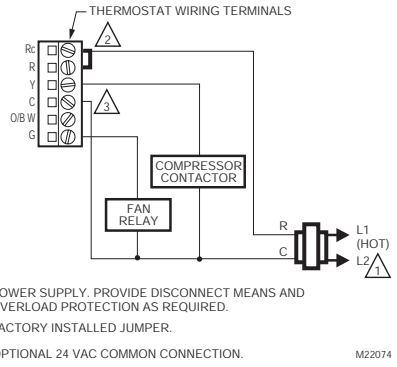 THERMOSTAT WIRING TERMINALS
Rc
R
Y
C
O/B W
G
2
3
COMPRESSOR
CONTACTOR
FAN
RELAY
R
C
L1
(HOT)
L2
1
OWER SUPPLY. PROVIDE DISCONNECT MEANS AND
VERLOAD PROTECTION AS REQUIRED.
ACTORY INSTALLED JUMPER.
OPTIONAL 24 VAC COMMON CONNECTION.
M22074